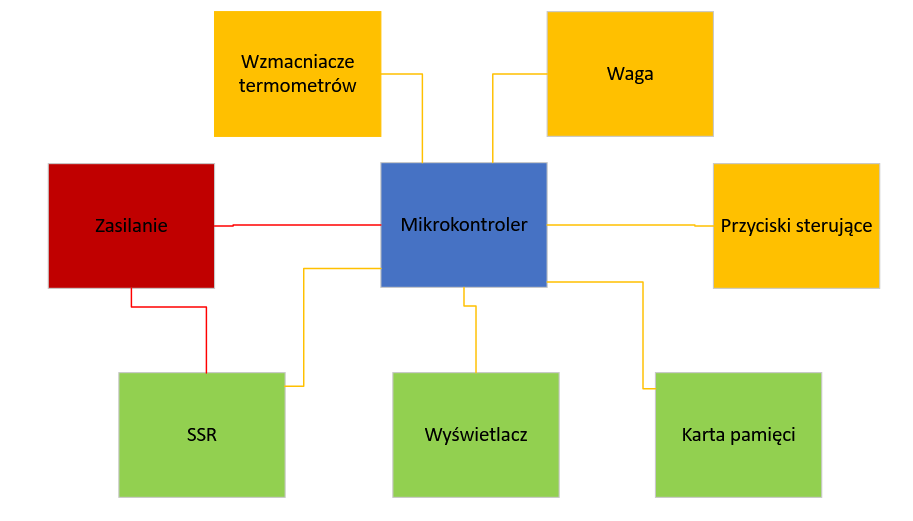 Wzmacniacze
termometrów
Waga
Zasilanie
Mikrokontroler
Przyciski sterujące
SSR
Wyświetlacz
Karta pamięci